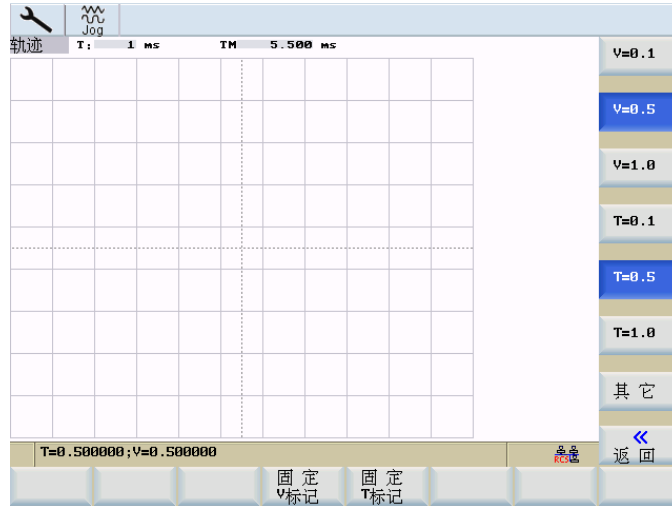 Jog
轨迹 T: 1 ms TM 5.500 ms
V=0.1
V=0.5
V=1.0
T=0.1
T=0.5
T=1.0
其它
«
返回
T=0.500000;V=0.500000
RCS
固定
V标记
固定
T标记